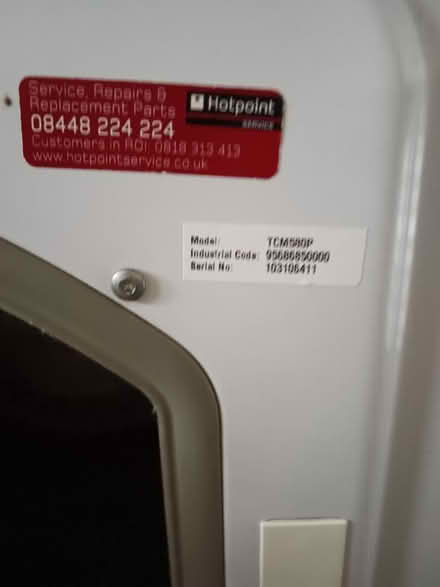 Service, Repairs &
Replacement Parts
08448 224 224
Customers in ROI: 0818 313 413
www.hotpointservice.co.uk
Hotpoint
SERVICE
Model: TCM580P
Industrial Code: 95686850000
Serial No: 103106411